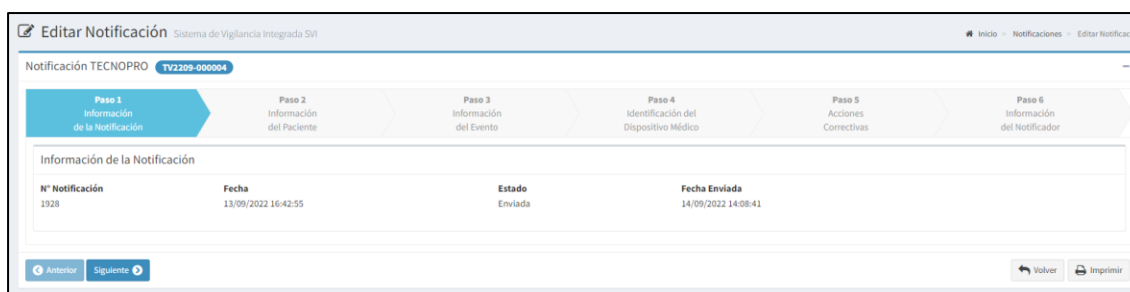 Editar Notificación Sistema de Vigilancia Integrada SVI
Inicio > Notificaciones > Editar Notificac
Notificación TECNOPRO TV2209-000004
Paso 1
Información
de la Notificación
Paso 2
Información
del Paciente
Paso 3
Información
del Evento
Paso 4
Identificación del
Dispositivo Médico
Paso 5
Acciones
Correctivas
Paso 6
Información
del Notificador
Información de la Notificación
N° Notificación Fecha Estado Fecha Enviada
1928 13/09/2022 16:42:55 Enviada 14/09/2022 14:08:41
Anterior Siguiente Volver Imprimir